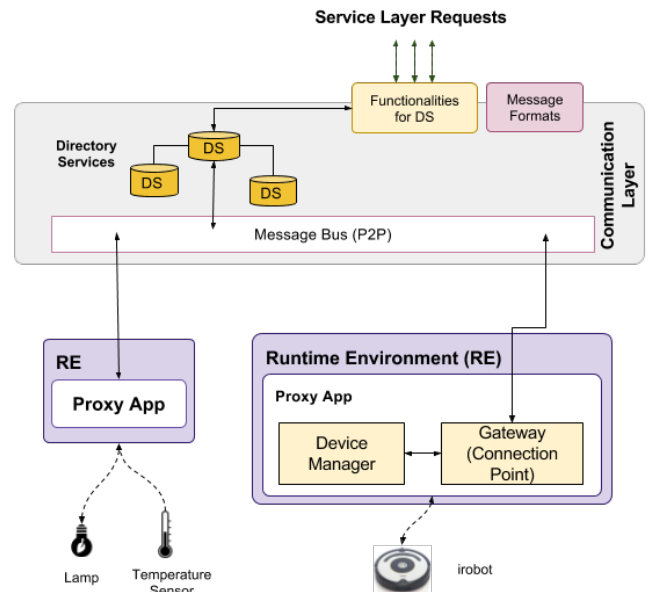 Service Layer Requests
Functionalities
for DS
Message
Formats
Directory
Services
DS
DS
DS
Communication
Layer
Message Bus (P2P)
RE
Proxy App
Runtime Environment (RE)
Proxy App
Device
Manager
Gateway
(Connection
Point)
Lamp
Temperature
Sensor
irobot